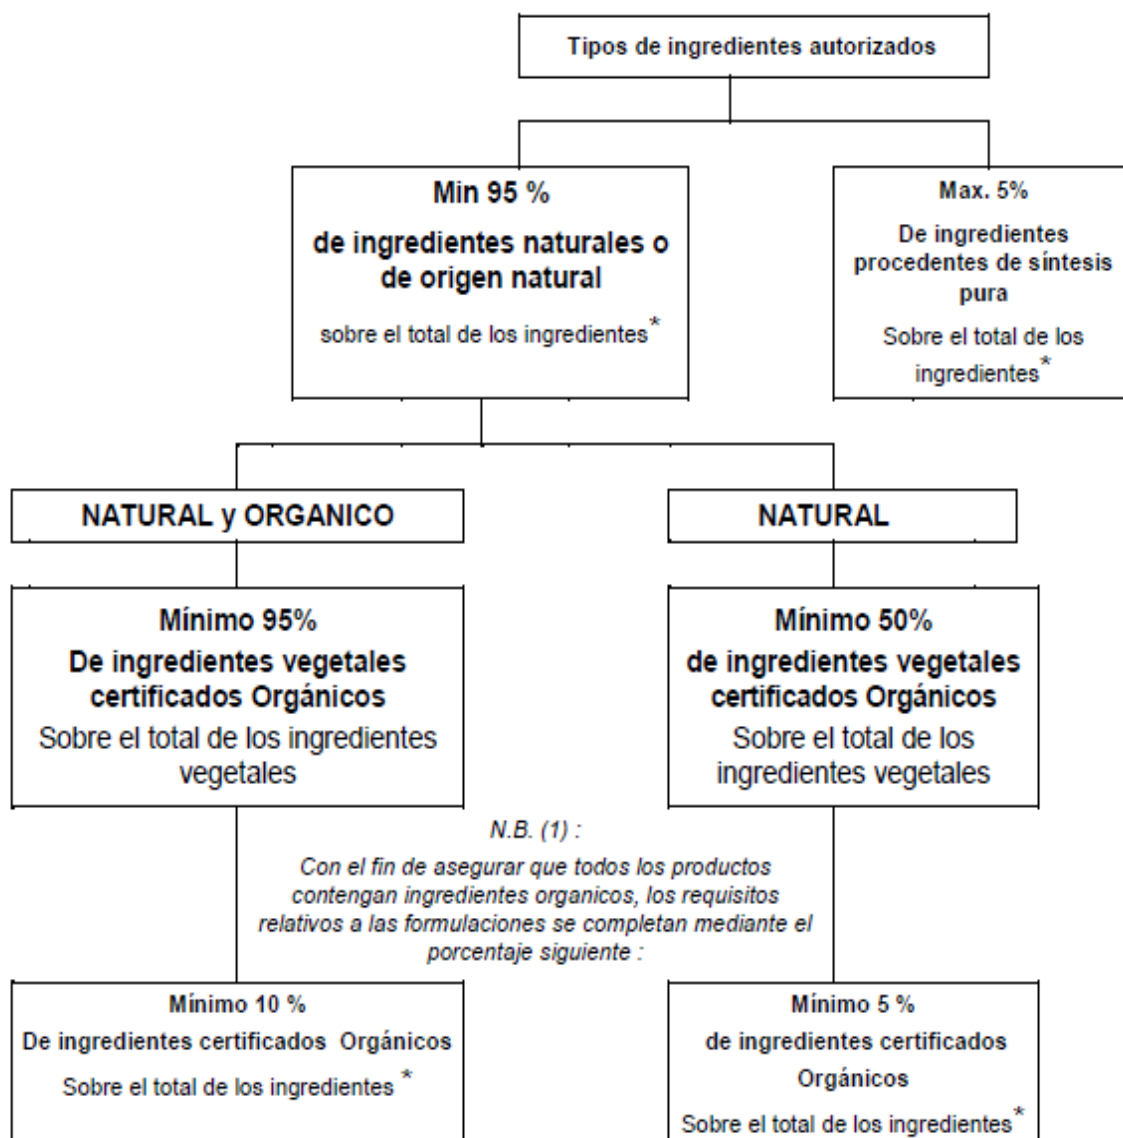 Tipos de ingredientes autorizados
Min 95 %
de ingredientes naturales o
de origen natural
sobre el total de los ingredientes*
Max. 5%
De ingredientes
procedentes de síntesis
pura
Sobre el total de los
ingredientes*
NATURAL y ORGANICO
NATURAL
Mínimo 95%
De ingredientes vegetales
certificados Orgánicos
Sobre el total de los ingredientes
vegetales
Mínimo 50%
de ingredientes vegetales
certificados Orgánicos
Sobre el total de los
ingredientes vegetales
N.B. (1) :
Con el fin de asegurar que todos los productos
contengan ingredientes organicos, los requisitos
relativos a las formulaciones se completan mediante el
porcentaje siguiente :
Mínimo 10 %
De ingredientes certificados Orgánicos
Sobre el total de los ingredientes *
Mínimo 5 %
de ingredientes certificados
Orgánicos
Sobre el total de los ingredientes*